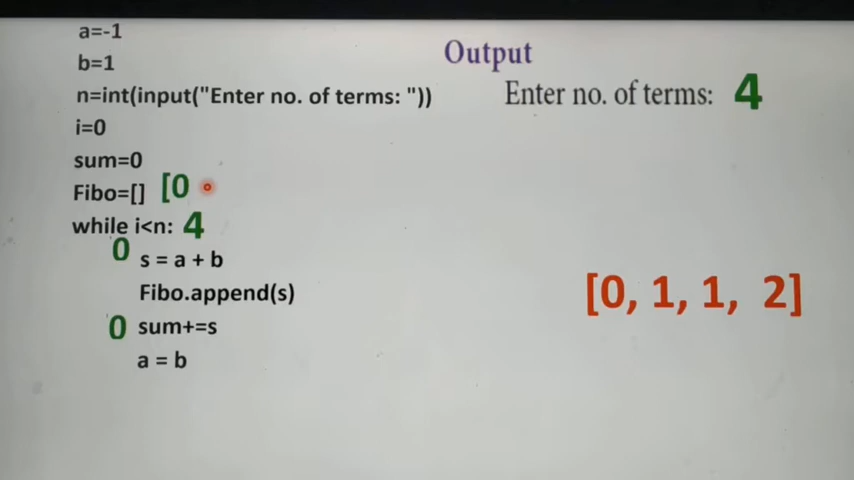 a=-1
b=1
n=int(input("Enter no. of terms: "))
i=0
sum=0
Fibo=[] [0
while i<n: 4
0 s = a + b
Fibo.append(s)
0 sum+=s
a = b
Output
Enter no. of terms: 4
[0, 1, 1, 2]